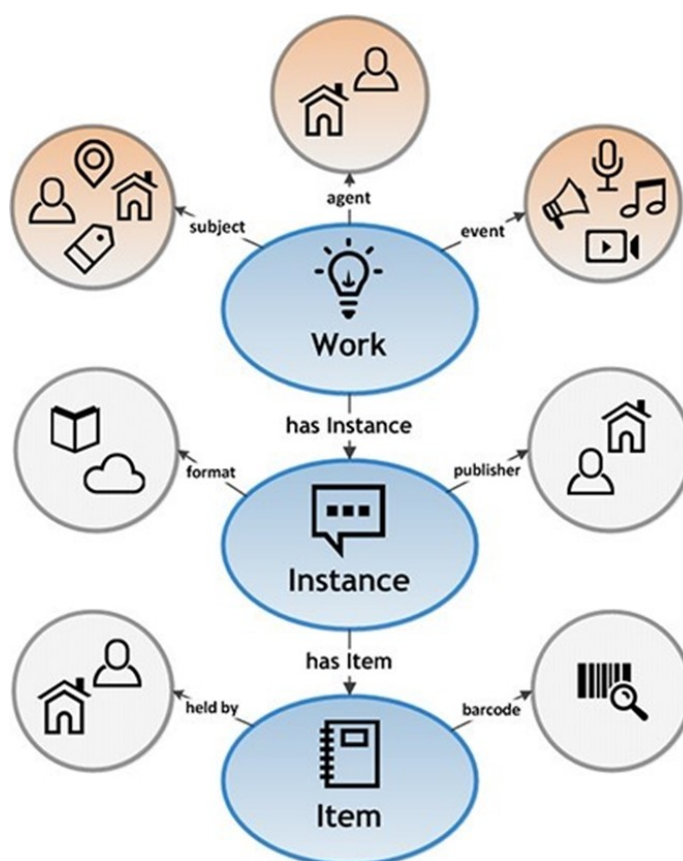 agent
subject
event
Work
has Instance
format
publisher
Instance
has Item
held by
barcode
Item